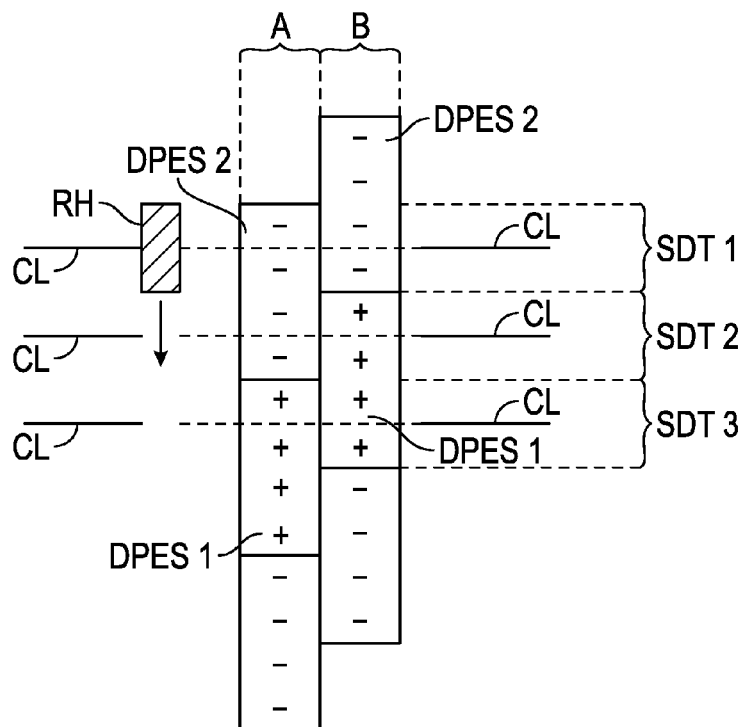 A B
DPES 2
DPES 2
RH
CL CL SDT 1
CL CL SDT 2
CL CL SDT 3
DPES 1
DPES 1
- - - - + + + + - - - -
- - - - + + + + - - - -